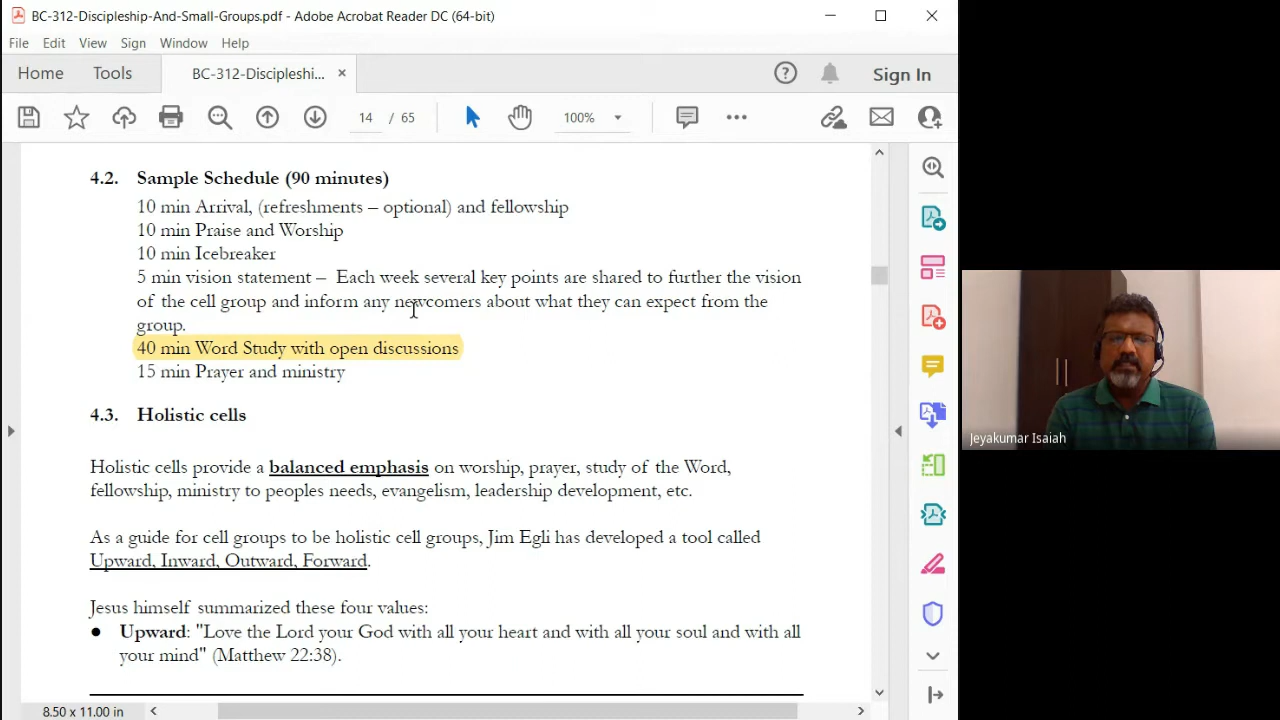 BC-312-Discipleship-And-Small-Groups.pdf - Adobe Acrobat Reader DC (64-bit)
File Edit View Sign Window Help
Home Tools BC-312-Discipleshi... × Sign In
14 / 65 100%
4.2. Sample Schedule (90 minutes)
10 min Arrival, (refreshments – optional) and fellowship
10 min Praise and Worship
10 min Icebreaker
5 min vision statement – Each week several key points are shared to further the vision
of the cell group and inform any newcomers about what they can expect from the
group.
40 min Word Study with open discussions
15 min Prayer and ministry
4.3. Holistic cells
Holistic cells provide a balanced emphasis on worship, prayer, study of the Word,
fellowship, ministry to peoples needs, evangelism, leadership development, etc.
As a guide for cell groups to be holistic cell groups, Jim Egli has developed a tool called
Upward, Inward, Outward, Forward.
Jesus himself summarized these four values:
● Upward: "Love the Lord your God with all your heart and with all your soul and with all
your mind" (Matthew 22:38).
8.50 x 11.00 in
Jeyakumar Isaiah